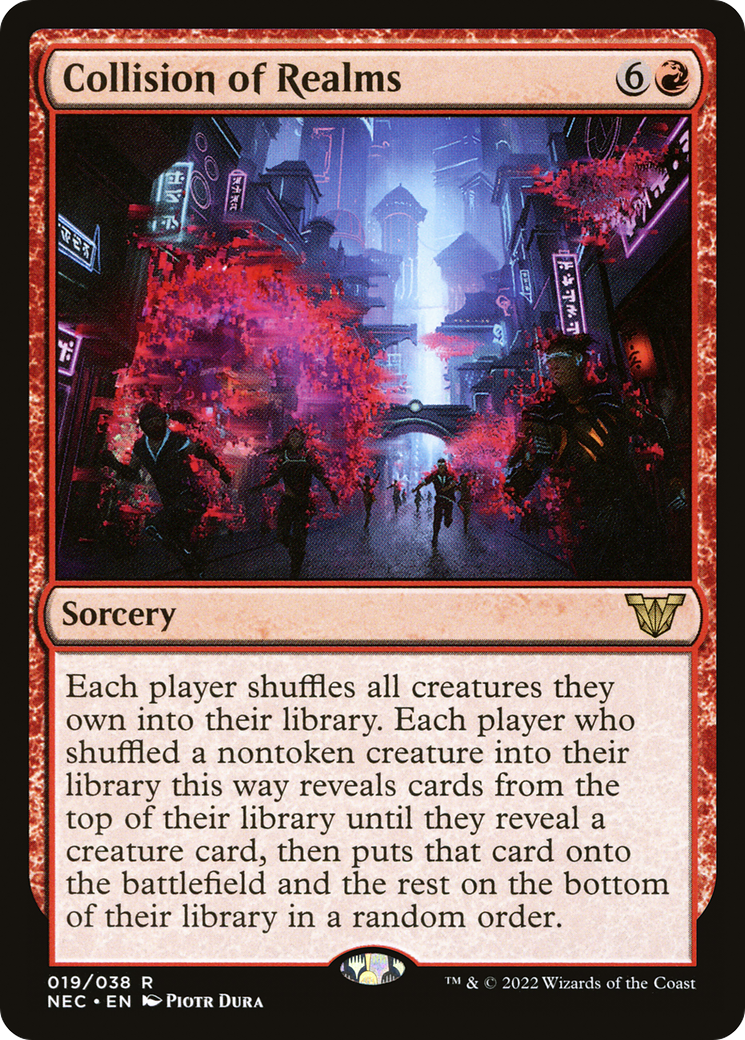 Collision of Realms 6
Sorcery
Each player shuffles all creatures they
own into their library. Each player who
shuffled a nontoken creature into their
library this way reveals cards from the
top of their library until they reveal a
creature card, then puts that card onto
the battlefield and the rest on the bottom
of their library in a random order.
019/038 R
™ & © 2022 Wizards of the Coast
NEC • EN Piotr Dura